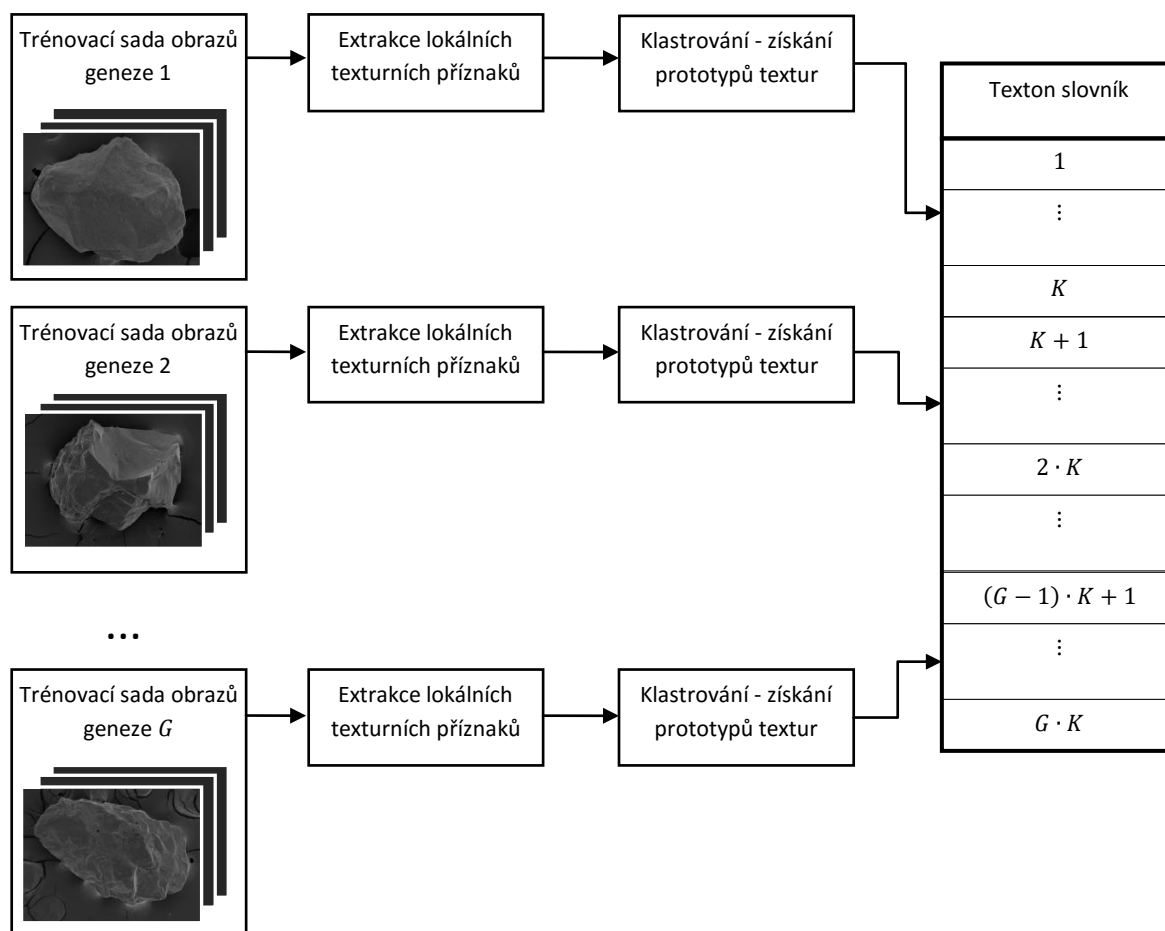 Trénovací sada obrazů
geneze 1
Extrakce lokálních
texturních příznaků
Klastrování - získání
prototypů textur
Trénovací sada obrazů
geneze 2
Extrakce lokálních
texturních příznaků
Klastrování - získání
prototypů textur
...
Trénovací sada obrazů
geneze G
Extrakce lokálních
texturních příznaků
Klastrování - získání
prototypů textur
Texton slovník
1
⋮
K
K + 1
⋮
2 · K
⋮
(G − 1) · K + 1
⋮
G · K